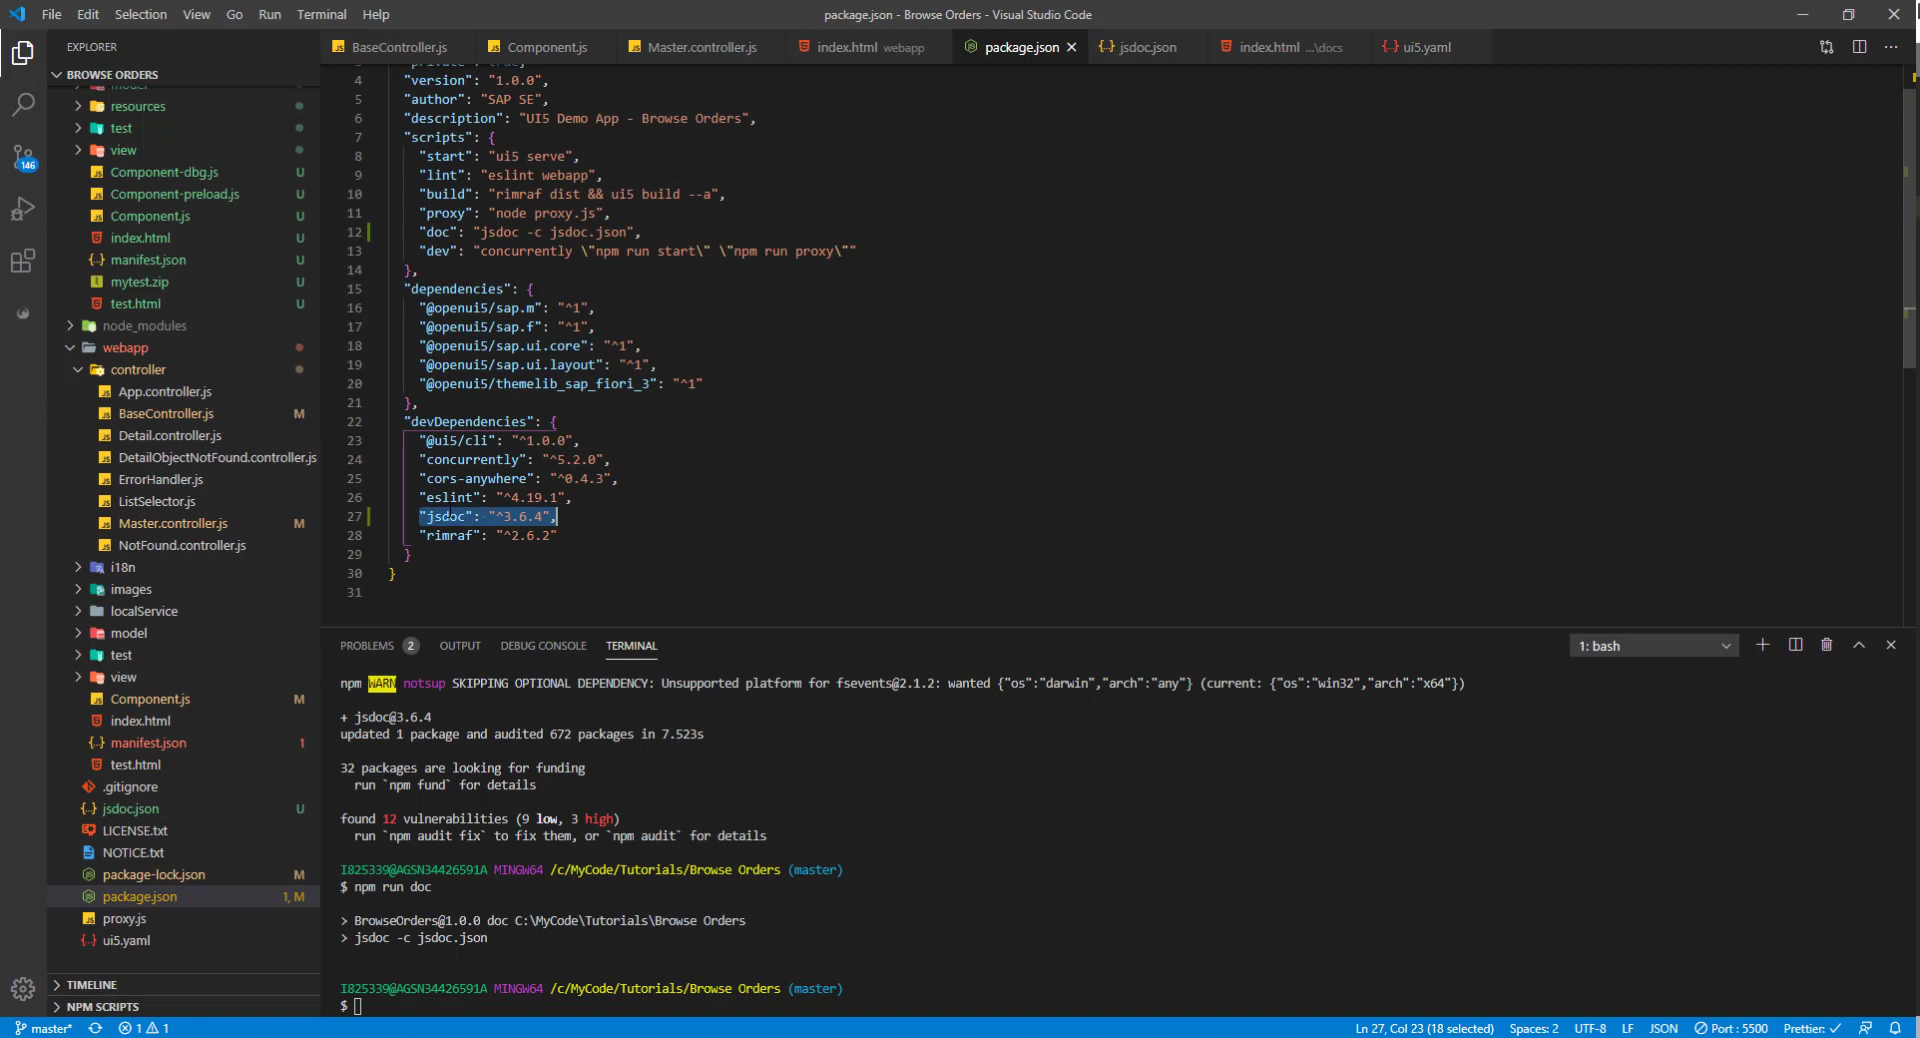 File Edit Selection View Go Run Terminal Help
package.json - Browse Orders - Visual Studio Code
EXPLORER
BROWSE ORDERS
model
resources
test
view
Component-dbg.js U
Component-preload.js U
Component.js U
index.html U
manifest.json U
mytest.zip U
test.html U
node_modules
webapp
controller
App.controller.js
BaseController.js M
Detail.controller.js
DetailObjectNotFound.controller.js
ErrorHandler.js
ListSelector.js
Master.controller.js M
NotFound.controller.js
i18n
images
localService
model
test
view
Component.js M
index.html
manifest.json 1
test.html
.gitignore
jsdoc.json U
LICENSE.txt
NOTICE.txt
package-lock.json M
package.json 1, M
proxy.js
ui5.yaml
TIMELINE
NPM SCRIPTS
146
BaseController.js Component.js Master.controller.js index.html webapp package.json jsdoc.json index.html ...\docs ui5.yaml
3 "private": true,
4 "version": "1.0.0",
5 "author": "SAP SE",
6 "description": "UI5 Demo App - Browse Orders",
7 "scripts": {
8 "start": "ui5 serve",
9 "lint": "eslint webapp",
10 "build": "rimraf dist && ui5 build --a",
11 "proxy": "node proxy.js",
12 "doc": "jsdoc -c jsdoc.json",
13 "dev": "concurrently \"npm run start\" \"npm run proxy\""
14 },
15 "dependencies": {
16 "@openui5/sap.m": "^1",
17 "@openui5/sap.f": "^1",
18 "@openui5/sap.ui.core": "^1",
19 "@openui5/sap.ui.layout": "^1",
20 "@openui5/themelib_sap_fiori_3": "^1"
21 },
22 "devDependencies": {
23 "@ui5/cli": "^1.0.0",
24 "concurrently": "^5.2.0",
25 "cors-anywhere": "^0.4.3",
26 "eslint": "^4.19.1",
27 "jsdoc": "^3.6.4",
28 "rimraf": "^2.6.2"
29 }
30 }
31
PROBLEMS 2 OUTPUT DEBUG CONSOLE TERMINAL 1: bash
npm WARN notsup SKIPPING OPTIONAL DEPENDENCY: Unsupported platform for fsevents@2.1.2: wanted {"os":"darwin","arch":"any"} (current: {"os":"win32","arch":"x64"})
+ jsdoc@3.6.4
updated 1 package and audited 672 packages in 7.523s
32 packages are looking for funding
run `npm fund` for details
found 12 vulnerabilities (9 low, 3 high)
run `npm audit fix` to fix them, or `npm audit` for details
I825339@AGSN34426591A MINGW64 /c/MyCode/Tutorials/Browse Orders (master)
$ npm run doc
> BrowseOrders@1.0.0 doc C:\MyCode\Tutorials\Browse Orders
> jsdoc -c jsdoc.json
I825339@AGSN34426591A MINGW64 /c/MyCode/Tutorials/Browse Orders (master)
$
master* 1 1 Ln 27, Col 23 (18 selected) Spaces: 2 UTF-8 LF JSON Port : 5500 Prettier: ✓